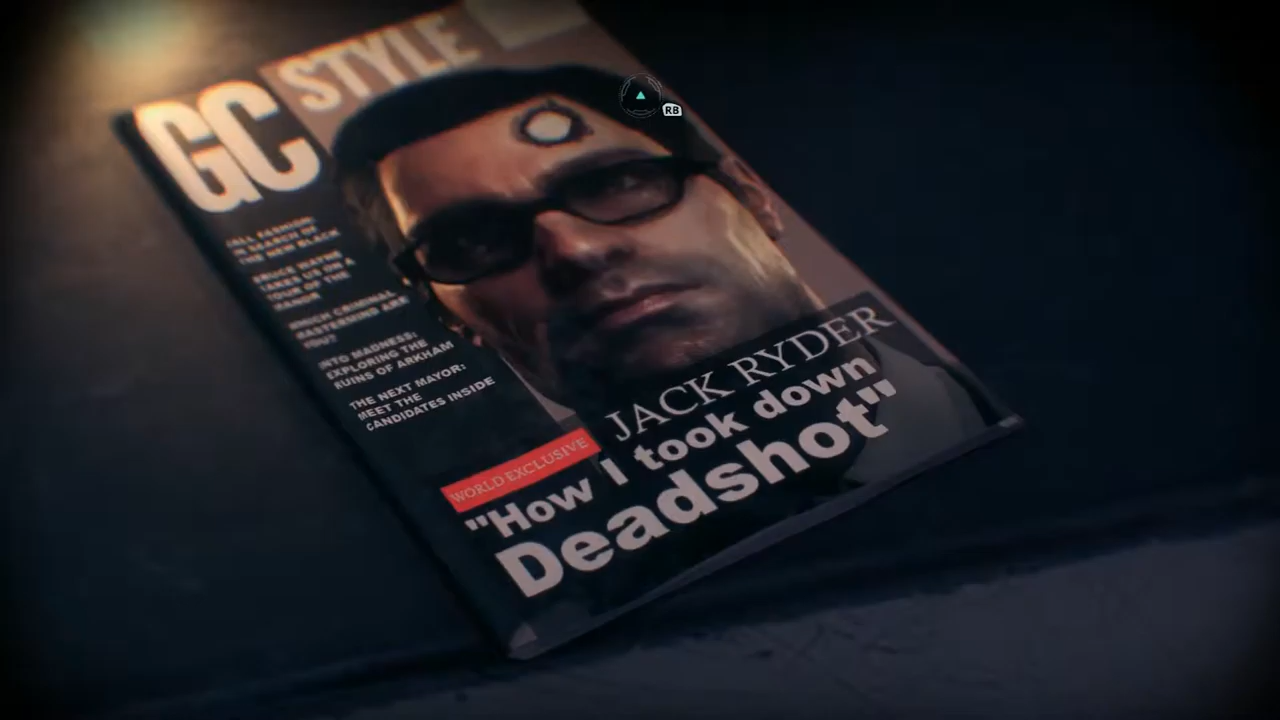 GC STYLE
RB
FALL FASHION:
IN SEARCH OF
THE NEW BLACK
BRUCE WAYNE
TAKES US ON A
TOUR OF THE
MANOR
WHICH CRIMINAL
MASTERMIND ARE
YOU?
INTO MADNESS:
EXPLORING THE
RUINS OF ARKHAM
THE NEXT MAYOR:
MEET THE
CANDIDATES INSIDE
JACK RYDER
WORLD EXCLUSIVE
"How I took down
Deadshot"